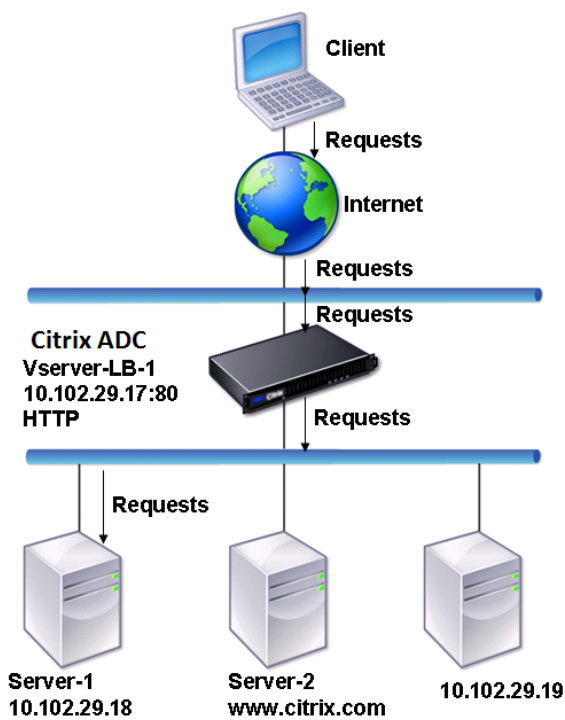 Client
Requests
Internet
Requests
Requests
Citrix ADC
Vserver-LB-1
10.102.29.17:80
HTTP
Citrix
Requests
Requests
Server-1
10.102.29.18
Server-2
www.citrix.com
10.102.29.19